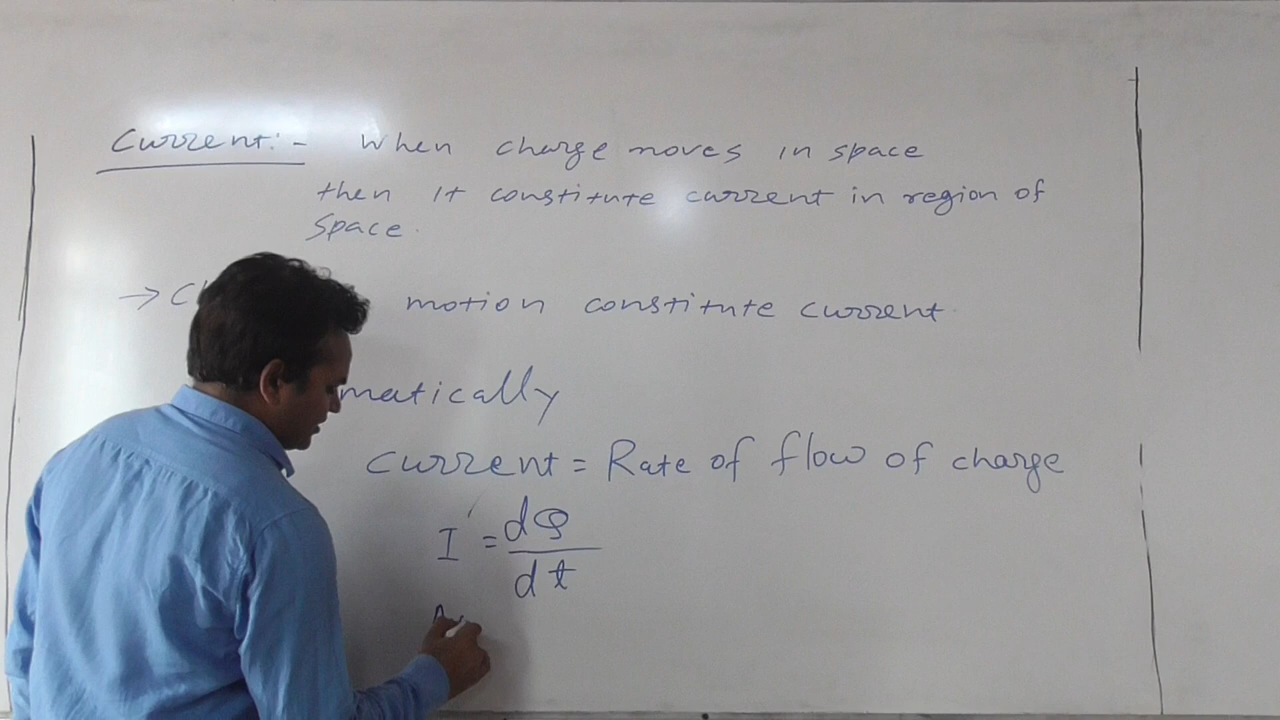 Current:- When charge moves in space
then it constitute current in region of
space.
→ motion constitute current.
matically
current = Rate of flow of charge
I = dQ
dt